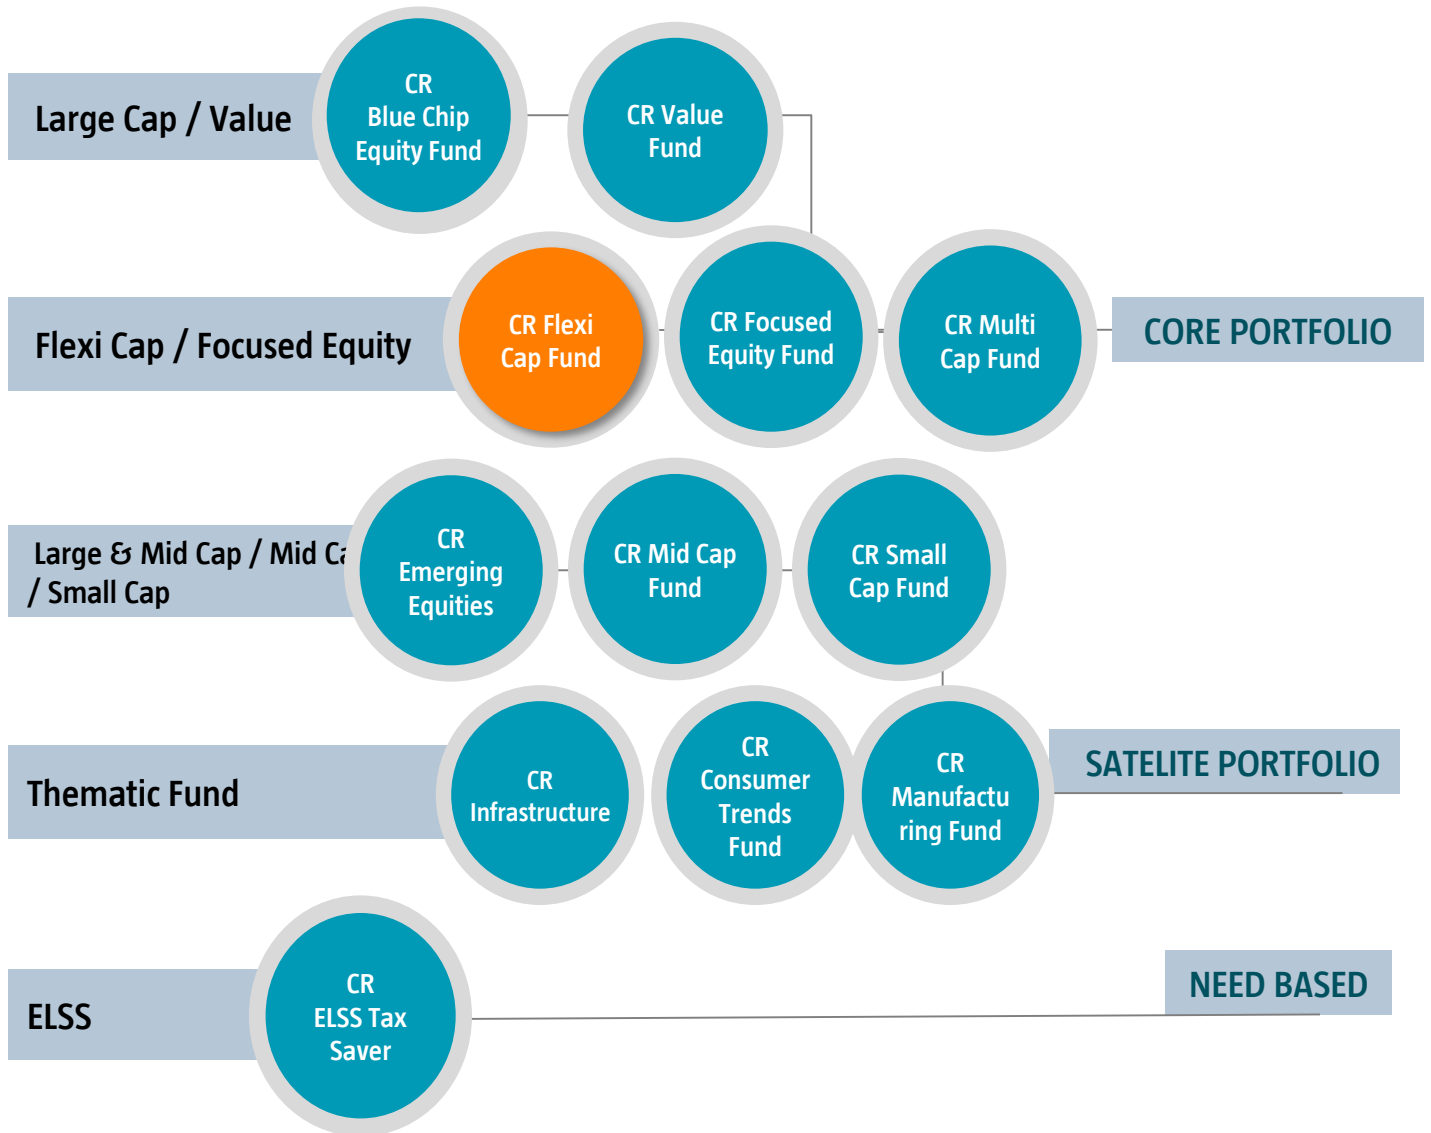 Large Cap / Value
CR
Blue Chip
Equity Fund
CR Value
Fund
Flexi Cap / Focused Equity
CR Flexi
Cap Fund
CR Focused
Equity Fund
CR Multi
Cap Fund
CORE PORTFOLIO
Large & Mid Cap / Mid Ca
/ Small Cap
CR
Emerging
Equities
CR Mid Cap
Fund
CR Small
Cap Fund
Thematic Fund
CR
Infrastructure
CR
Consumer
Trends
Fund
CR
Manufactu
ring Fund
SATELITE PORTFOLIO
ELSS
CR
ELSS Tax
Saver
NEED BASED